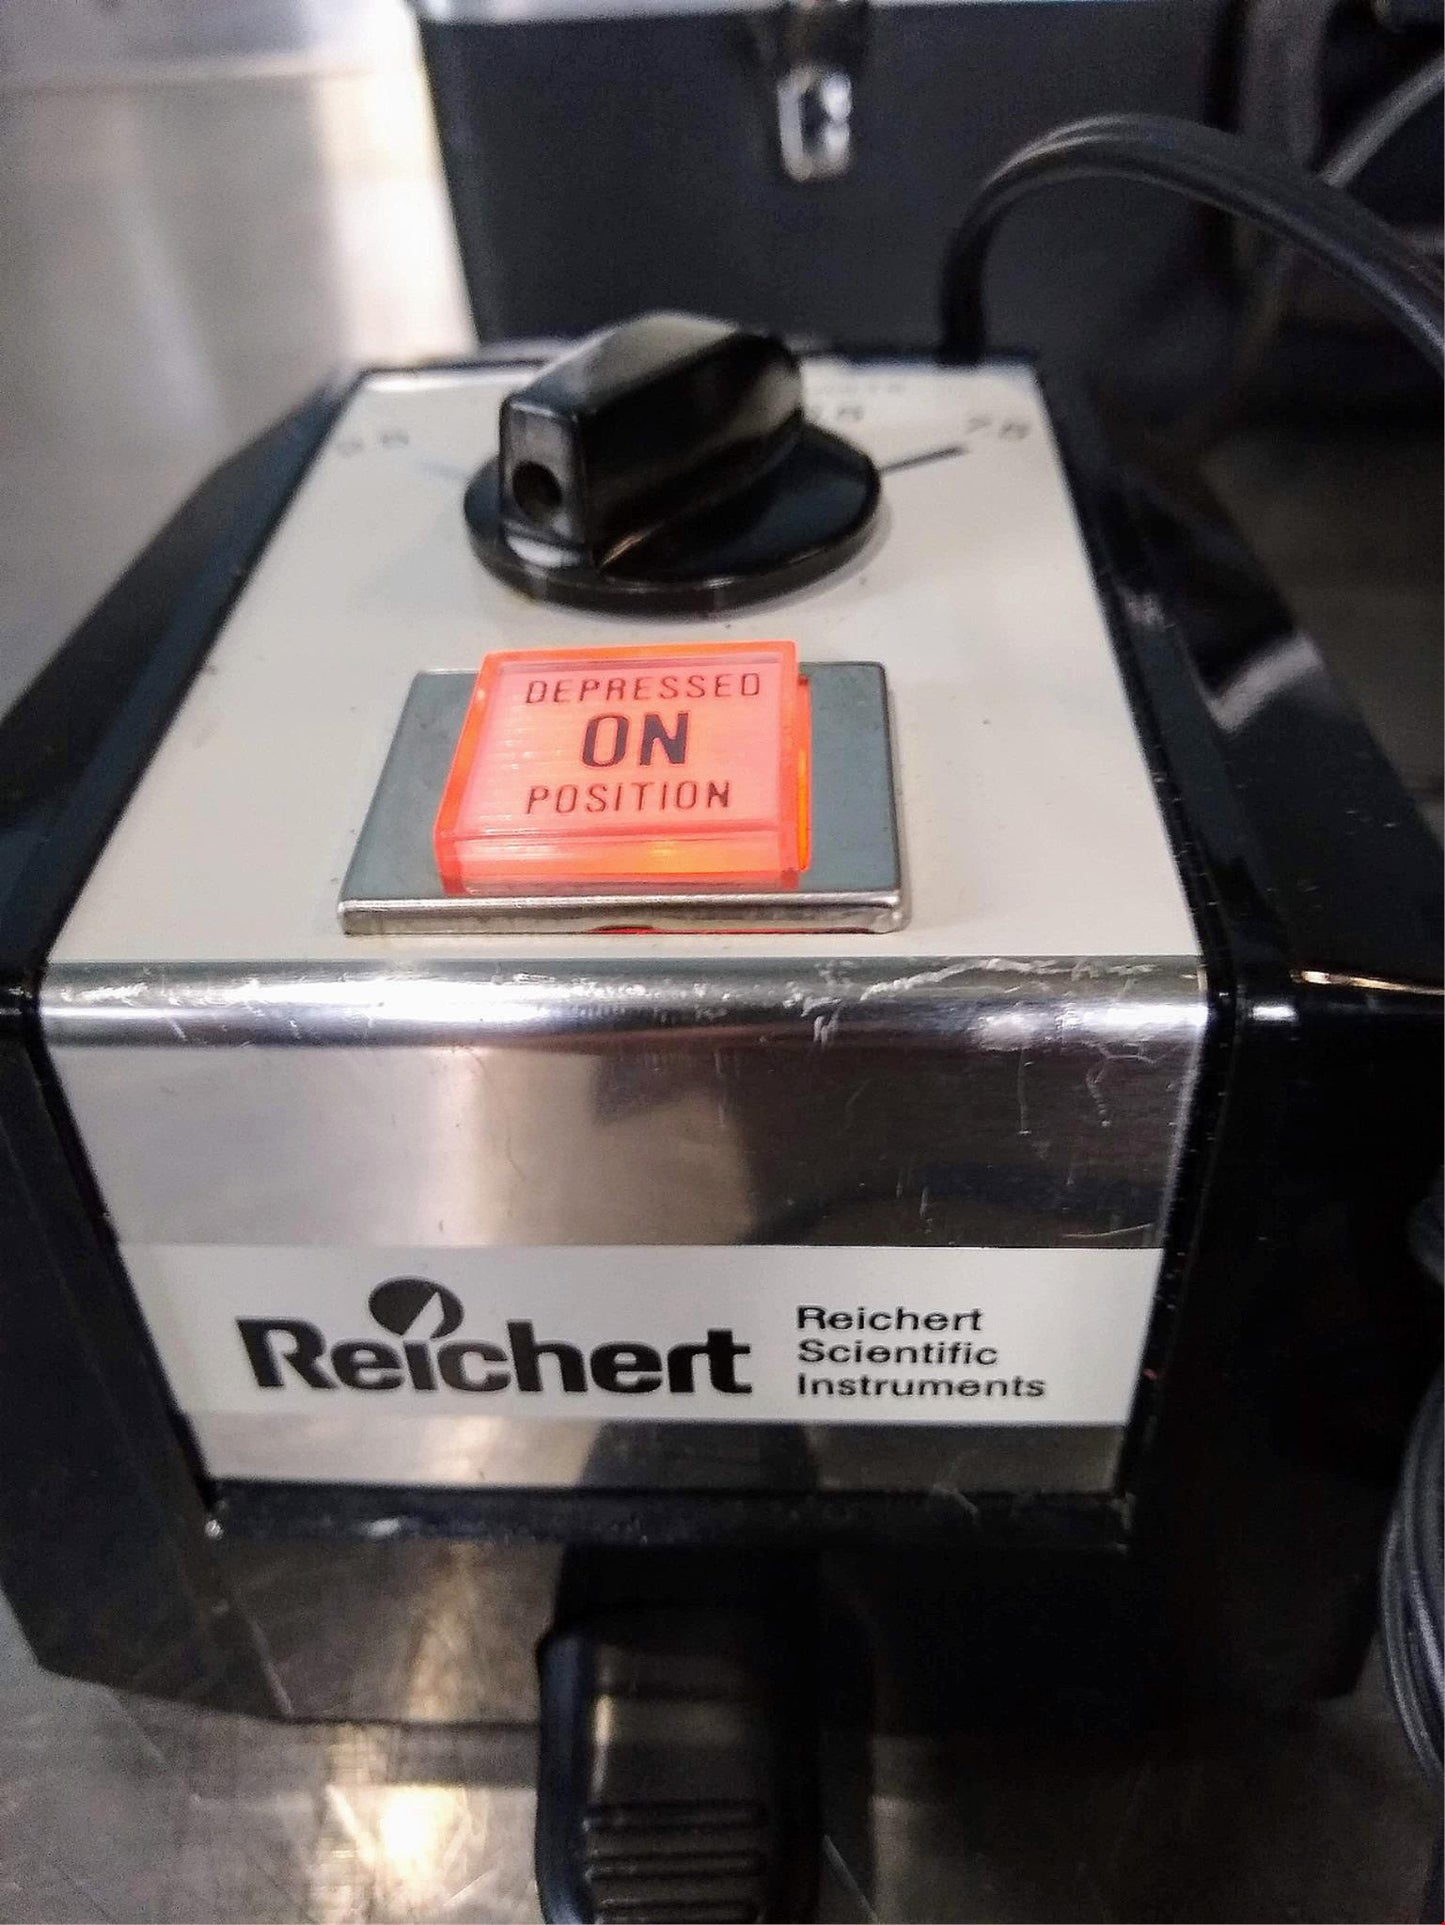 DEPRESSED
ON
POSITION
Reichert
Reichert
Scientific
Instruments